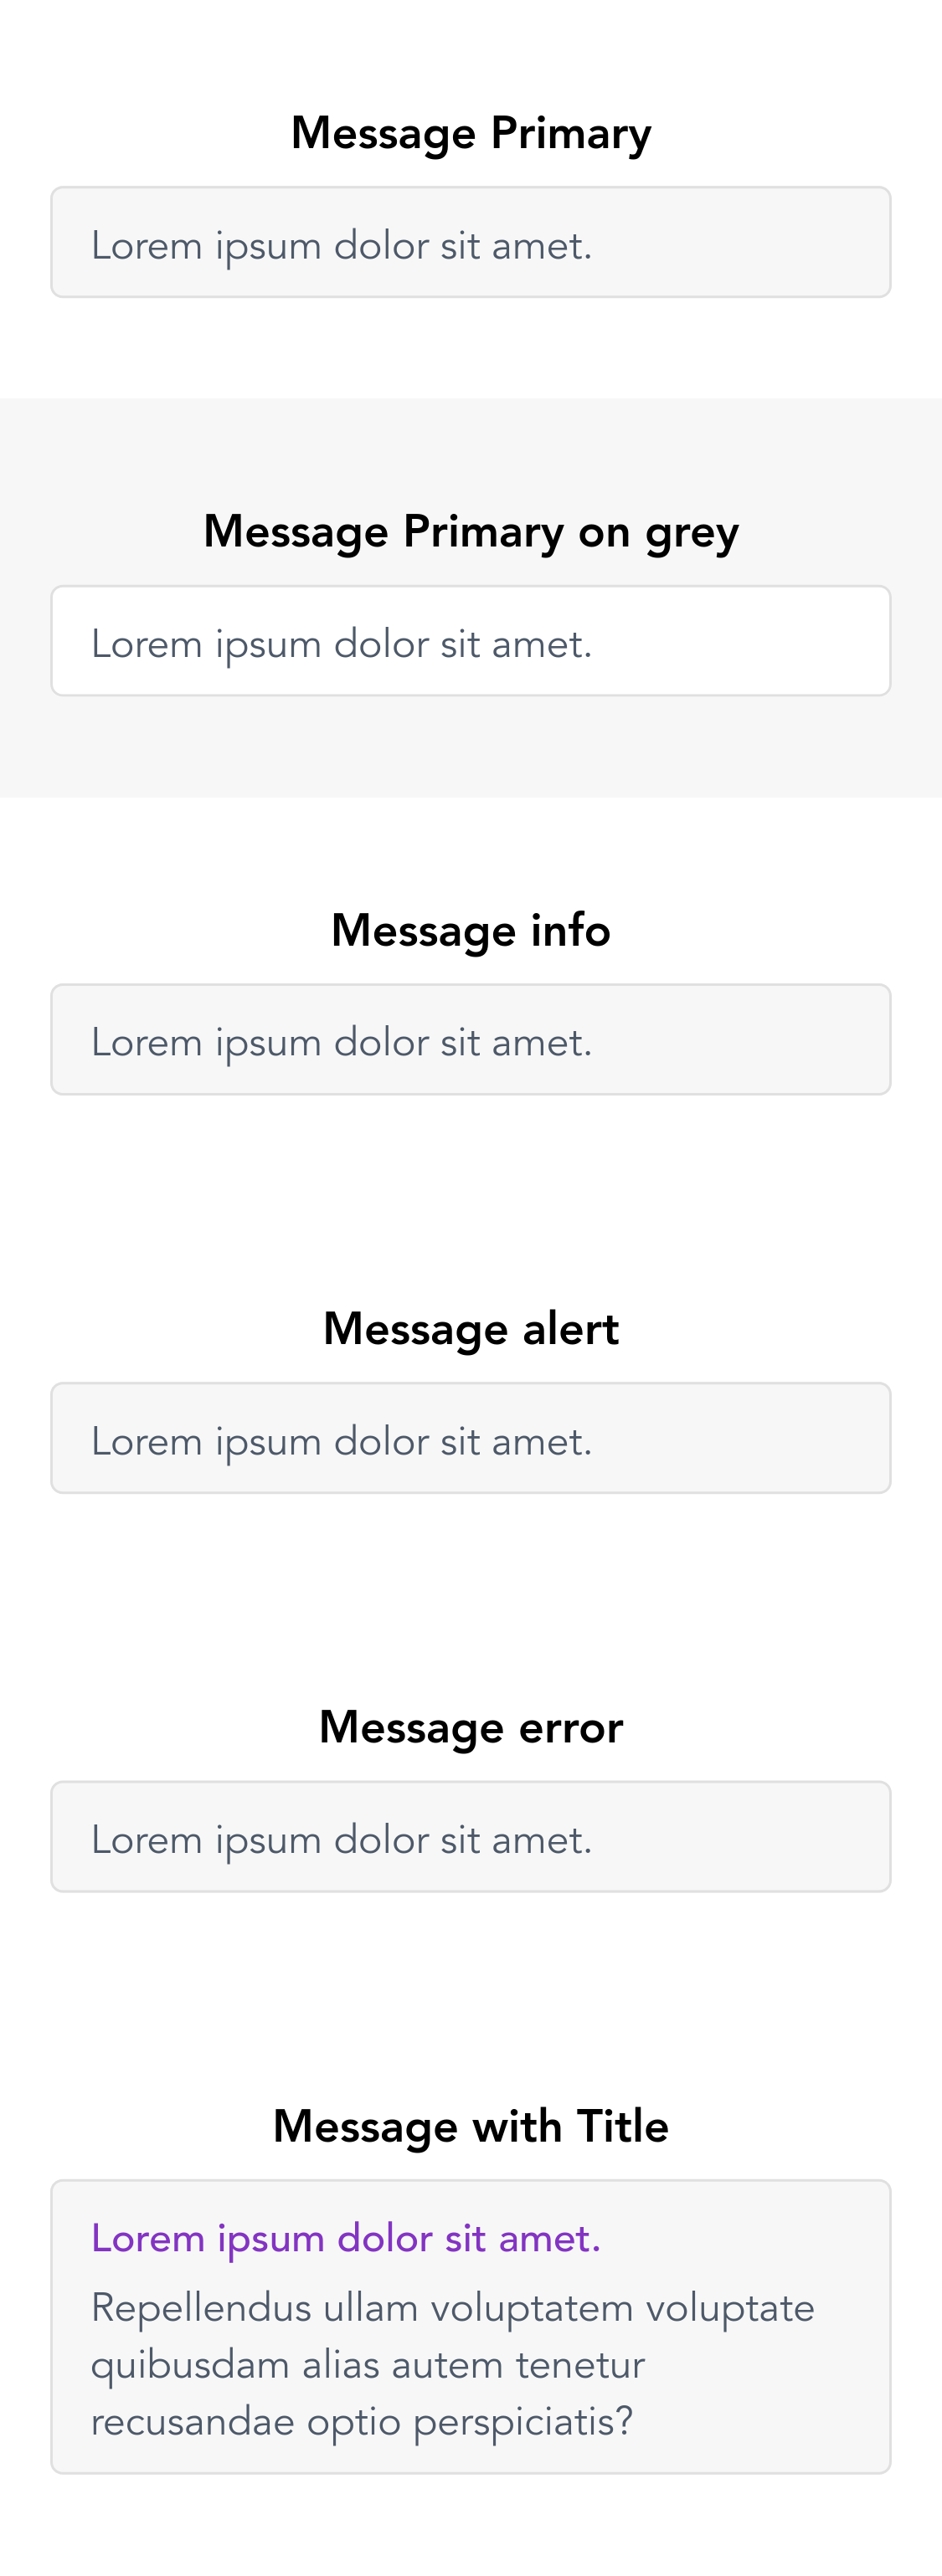 Message Primary
Lorem ipsum dolor sit amet.
Message Primary on grey
Lorem ipsum dolor sit amet.
Message info
Lorem ipsum dolor sit amet.
Message alert
Lorem ipsum dolor sit amet.
Message error
Lorem ipsum dolor sit amet.
Message with Title
Lorem ipsum dolor sit amet.
Repellendus ullam voluptatem voluptate
quibusdam alias autem tenetur
recusandae optio perspiciatis?